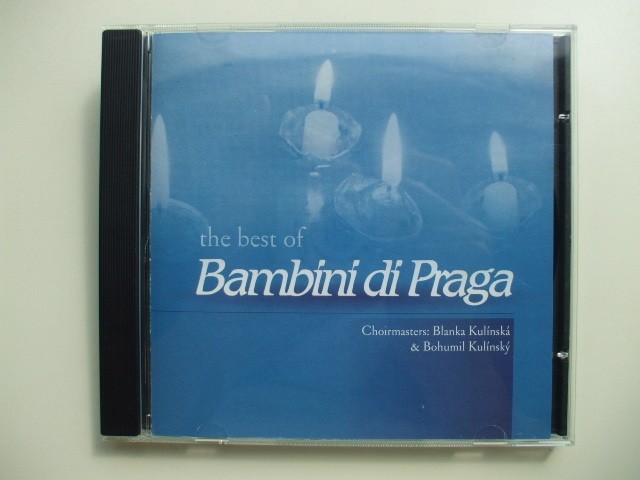 the best of
Bambini di Praga
Choirmasters: Blanka Kulínská
& Bohumil Kulínský